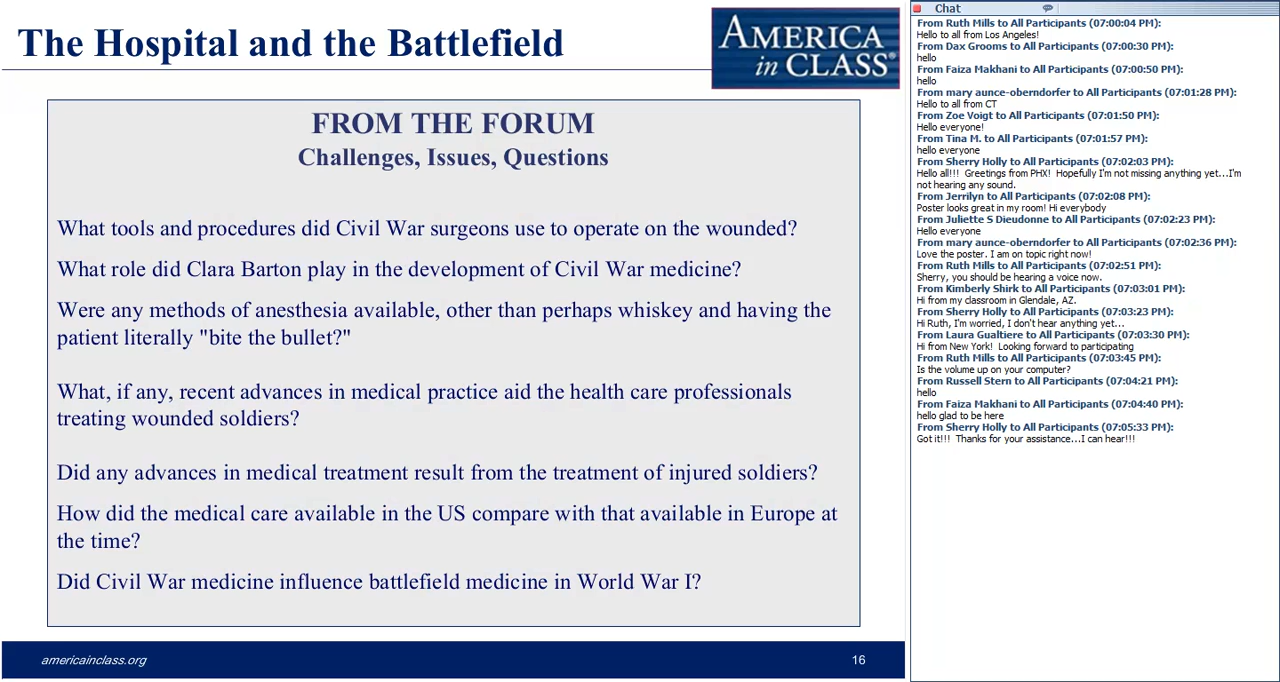 The Hospital and the Battlefield
AMERICA
in CLASS®
FROM THE FORUM
Challenges, Issues, Questions
What tools and procedures did Civil War surgeons use to operate on the wounded?
What role did Clara Barton play in the development of Civil War medicine?
Were any methods of anesthesia available, other than perhaps whiskey and having the
patient literally "bite the bullet?"
What, if any, recent advances in medical practice aid the health care professionals
treating wounded soldiers?
Did any advances in medical treatment result from the treatment of injured soldiers?
How did the medical care available in the US compare with that available in Europe at
the time?
Did Civil War medicine influence battlefield medicine in World War I?
americainclass.org
16
Chat
From Ruth Mills to All Participants (07:00:04 PM):
Hello to all from Los Angeles!
From Dax Grooms to All Participants (07:00:30 PM):
hello
From Faiza Makhani to All Participants (07:00:50 PM):
hello
From mary aunce-oberndorfer to All Participants (07:01:28 PM):
Hello to all from CT
From Zoe Voigt to All Participants (07:01:50 PM):
Hello everyone!
From Tina M. to All Participants (07:01:57 PM):
hello everyone
From Sherry Holly to All Participants (07:02:03 PM):
Hello all!!!  Greetings from PHX!  Hopefully I'm not missing anything yet...I'm
not hearing any sound.
From Jerrilyn to All Participants (07:02:08 PM):
Poster looks great in my room! Hi everybody
From Juliette S Dieudonne to All Participants (07:02:23 PM):
Hello everyone
From mary aunce-oberndorfer to All Participants (07:02:36 PM):
Love the poster. I am on topic right now!
From Ruth Mills to All Participants (07:02:51 PM):
Sherry, you should be hearing a voice now.
From Kimberly Shirk to All Participants (07:03:01 PM):
Hi from my classroom in Glendale, AZ.
From Sherry Holly to All Participants (07:03:23 PM):
Hi Ruth, I'm worried, I don't hear anything yet...
From Laura Gualtiere to All Participants (07:03:30 PM):
Hi from New York!  Looking forward to participating
From Ruth Mills to All Participants (07:03:45 PM):
Is the volume up on your computer?
From Russell Stern to All Participants (07:04:21 PM):
hello
From Faiza Makhani to All Participants (07:04:40 PM):
hello glad to be here
From Sherry Holly to All Participants (07:05:33 PM):
Got it!!!  Thanks for your assistance...I can hear!!!